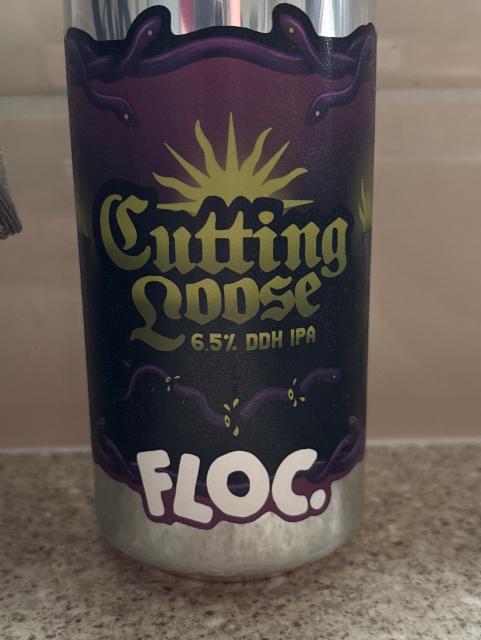 Cutting
Loose
6.5% DDH IPA
FLOC.